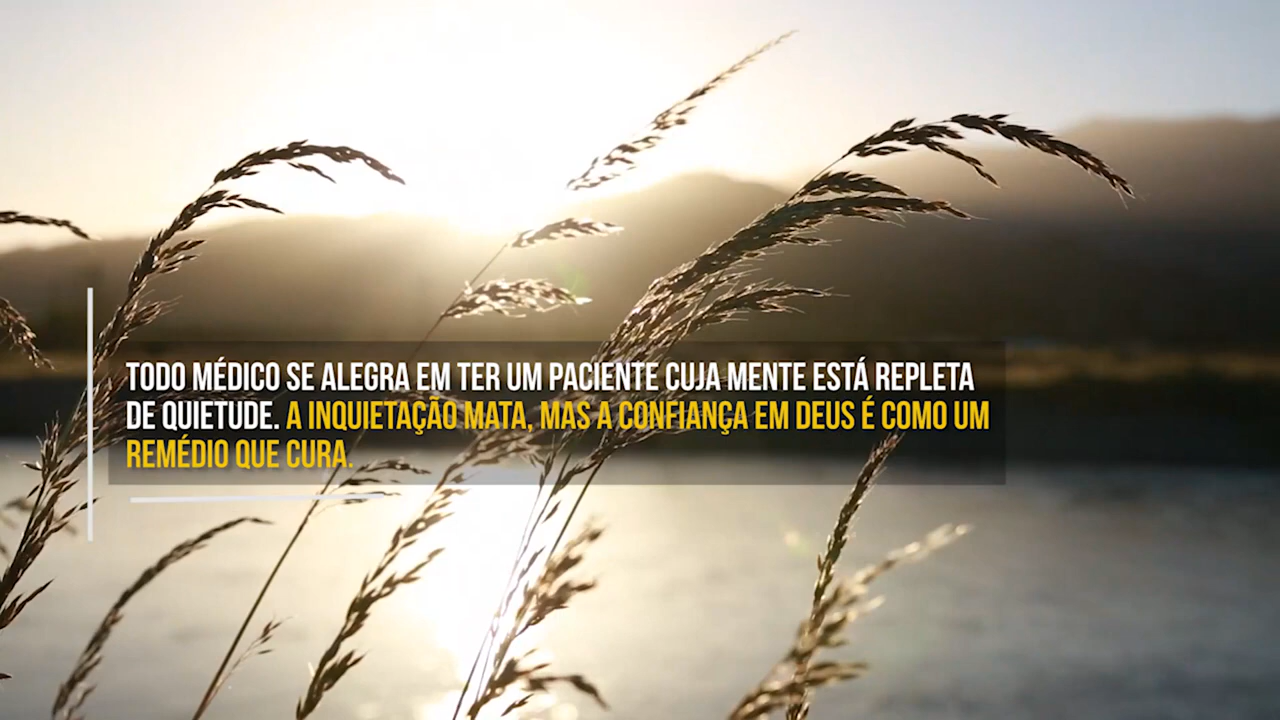 TODO MÉDICO SE ALEGRA EM TER UM PACIENTE CUJA MENTE ESTÁ REPLETA
DE QUIETUDE. A INQUIETAÇÃO MATA, MAS A CONFIANÇA EM DEUS É COMO UM
REMÉDIO QUE CURA.